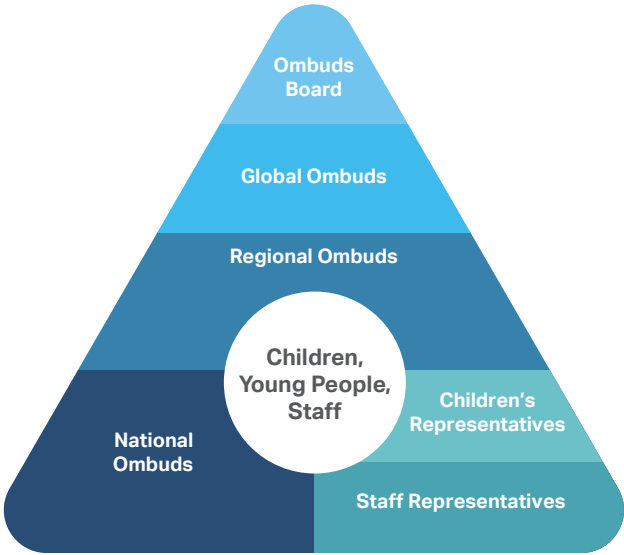 Ombuds
Board
Global Ombuds
Regional Ombuds
Children,
Young People,
Staff
National
Ombuds
Children’s
Representatives
Staff Representatives